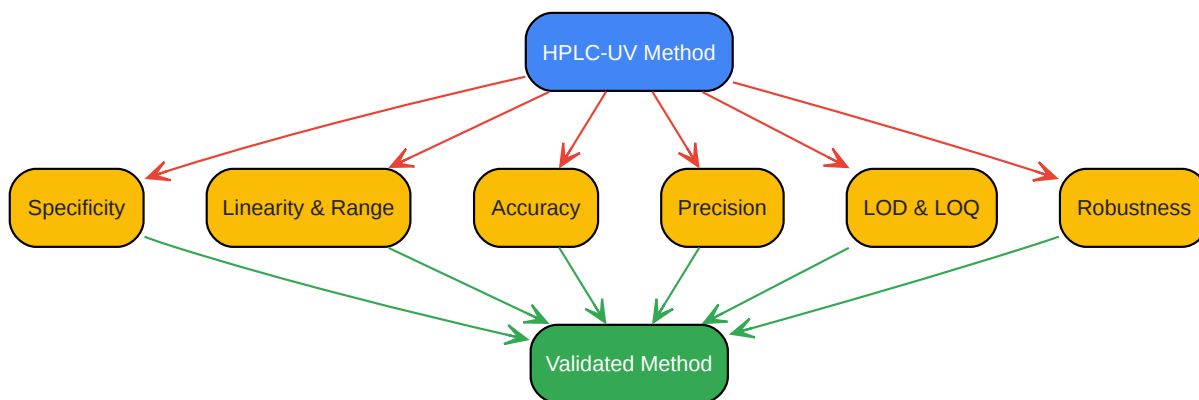 HPLC-UV Method
Specificity
Linearity & Range
Accuracy
Precision
LOD & LOQ
Robustness
Validated Method